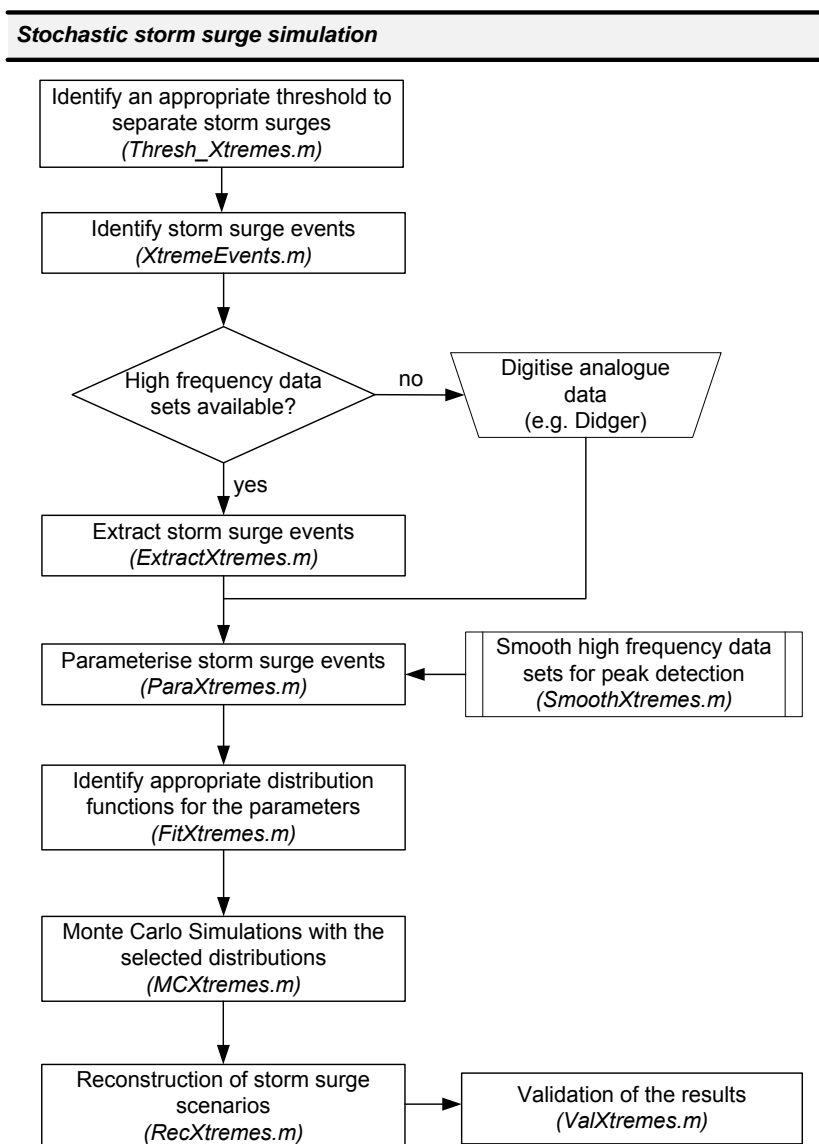 Stochastic storm surge simulation
Identify an appropriate threshold to
separate storm surges
(Thresh_Xtremes.m)
Identify storm surge events
(XtremeEvents.m)
High frequency data
sets available?
no
Digitise analogue
data
(e.g. Didger)
yes
Extract storm surge events
(ExtractXtremes.m)
Parameterise storm surge events
(ParaXtremes.m)
Smooth high frequency data
sets for peak detection
(SmoothXtremes.m)
Identify appropriate distribution
functions for the parameters
(FitXtremes.m)
Monte Carlo Simulations with the
selected distributions
(MCXtremes.m)
Reconstruction of storm surge
scenarios
(RecXtremes.m)
Validation of the results
(ValXtremes.m)